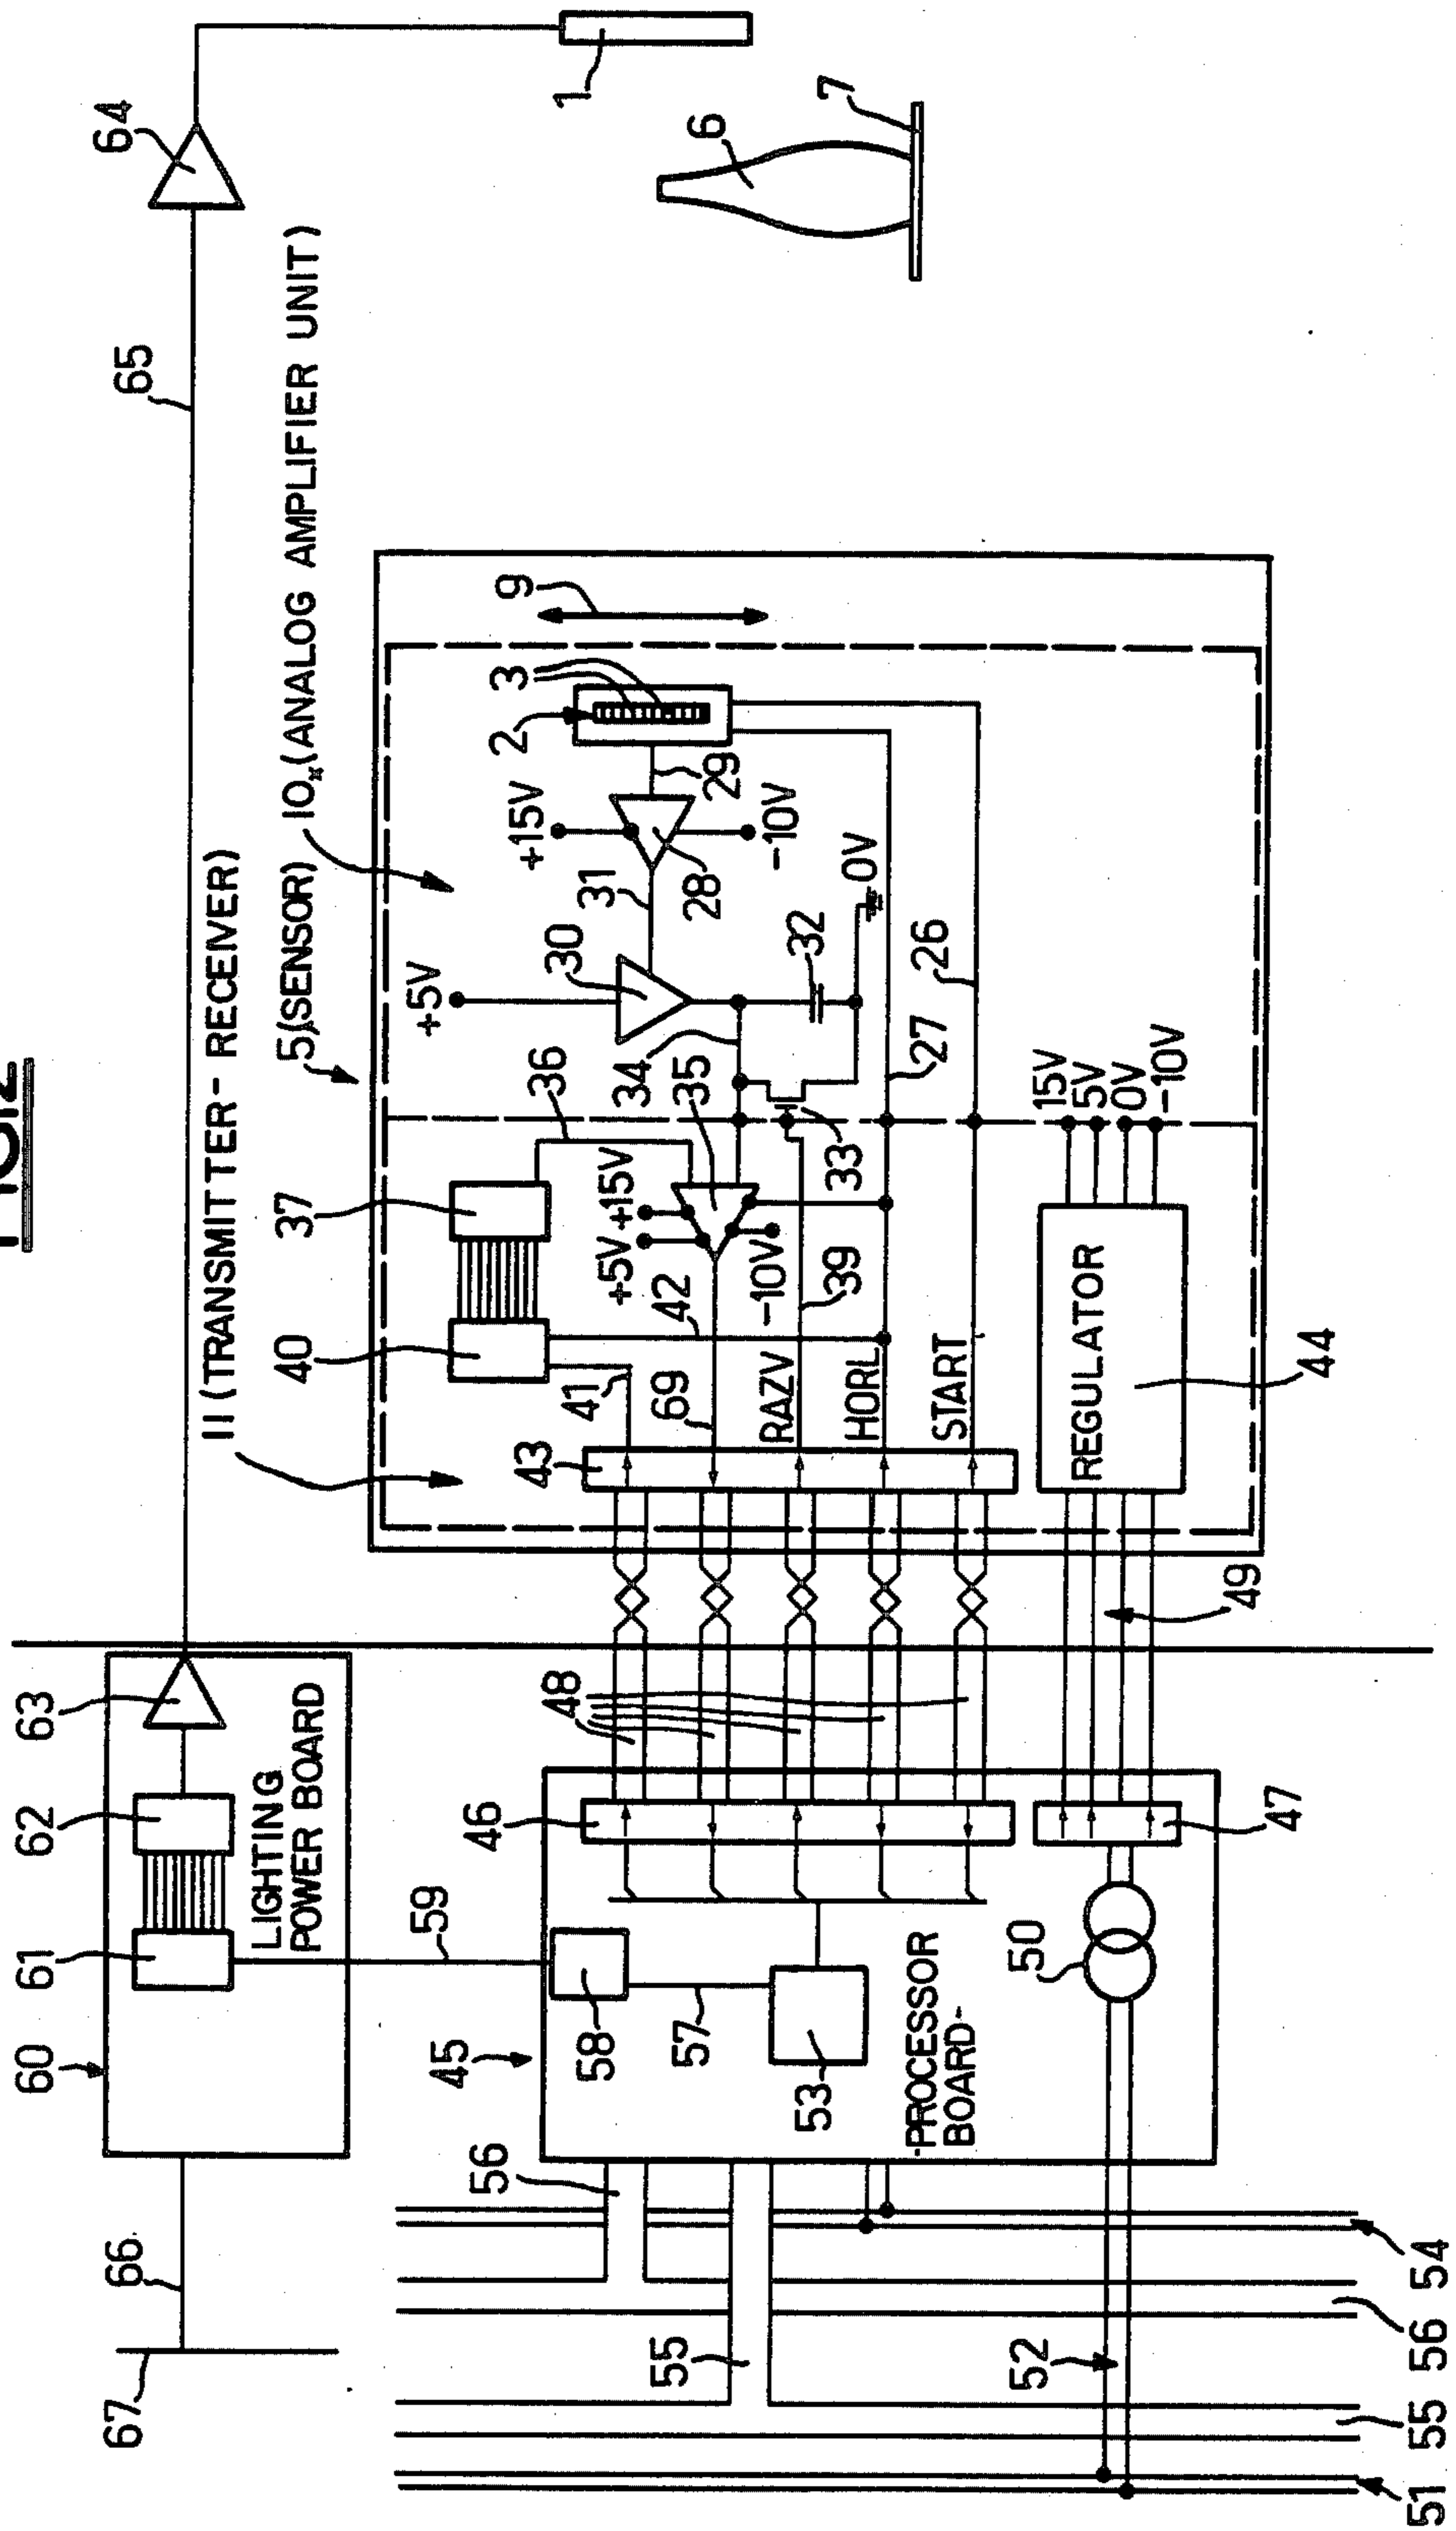 67
66
60
61
62
63
LIGHTING
POWER BOARD
65
64
1
6
7
11 (TRANSMITTER-RECEIVER)
5 (SENSOR)
10x (ANALOG AMPLIFIER UNIT)
9
59
45
58
57
53
-PROCESSOR
BOARD-
46
47
50
48
49
43
40
37
36
41
42
69
+5V
+15V
35
-10V
39
RAZV
HORL
START
33
34
+5V
30
31
32
+15V
28
-10V
29
2
3
0V
27
26
REGULATOR
44
15V
5V
0V
-10V
56
55
52
51
55
56
54